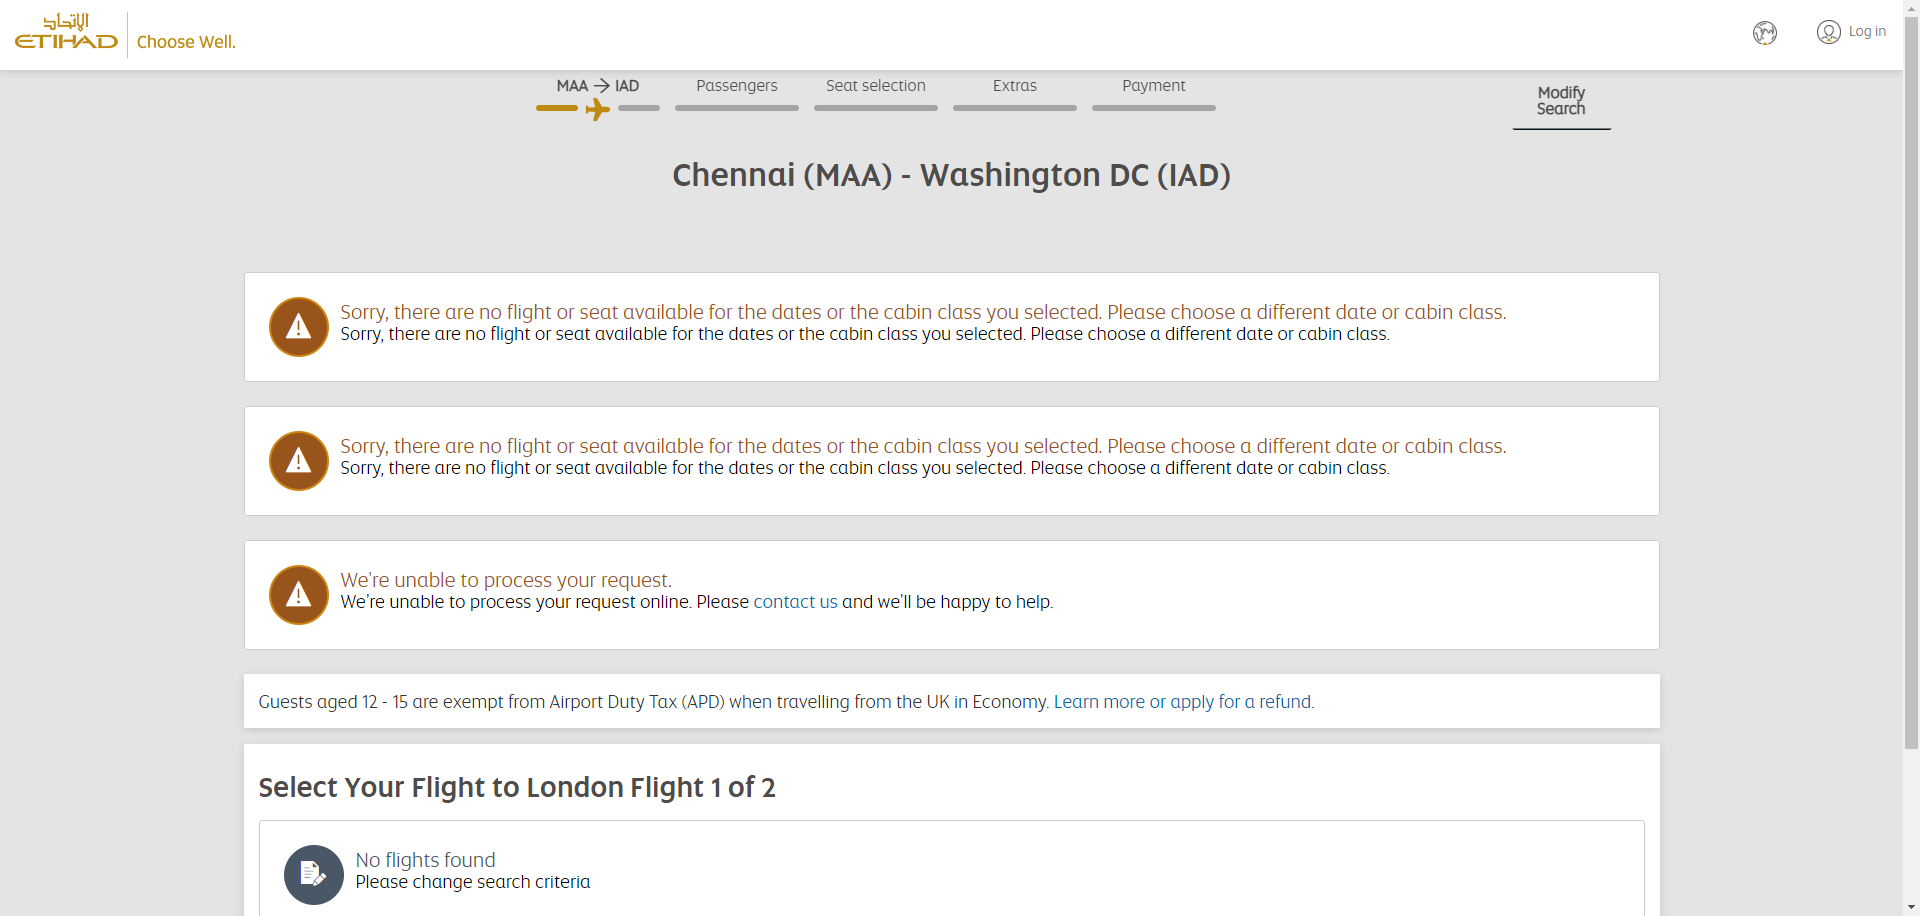 الإتحاد
ETIHAD
Choose Well.
Log in
MAA → IAD
Passengers
Seat selection
Extras
Payment
Modify
Search
Chennai (MAA) - Washington DC (IAD)
Sorry, there are no flight or seat available for the dates or the cabin class you selected. Please choose a different date or cabin class.
Sorry, there are no flight or seat available for the dates or the cabin class you selected. Please choose a different date or cabin class.
Sorry, there are no flight or seat available for the dates or the cabin class you selected. Please choose a different date or cabin class.
Sorry, there are no flight or seat available for the dates or the cabin class you selected. Please choose a different date or cabin class.
We're unable to process your request.
We're unable to process your request online. Please contact us and we'll be happy to help.
Guests aged 12 - 15 are exempt from Airport Duty Tax (APD) when travelling from the UK in Economy. Learn more or apply for a refund.
Select Your Flight to London Flight 1 of 2
No flights found
Please change search criteria